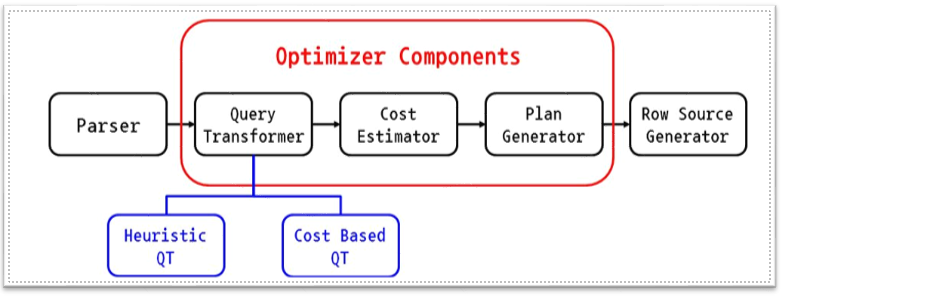 Optimizer Components
Parser
Query
Transformer
Cost
Estimator
Plan
Generator
Row Source
Generator
Heuristic
QT
Cost Based
QT